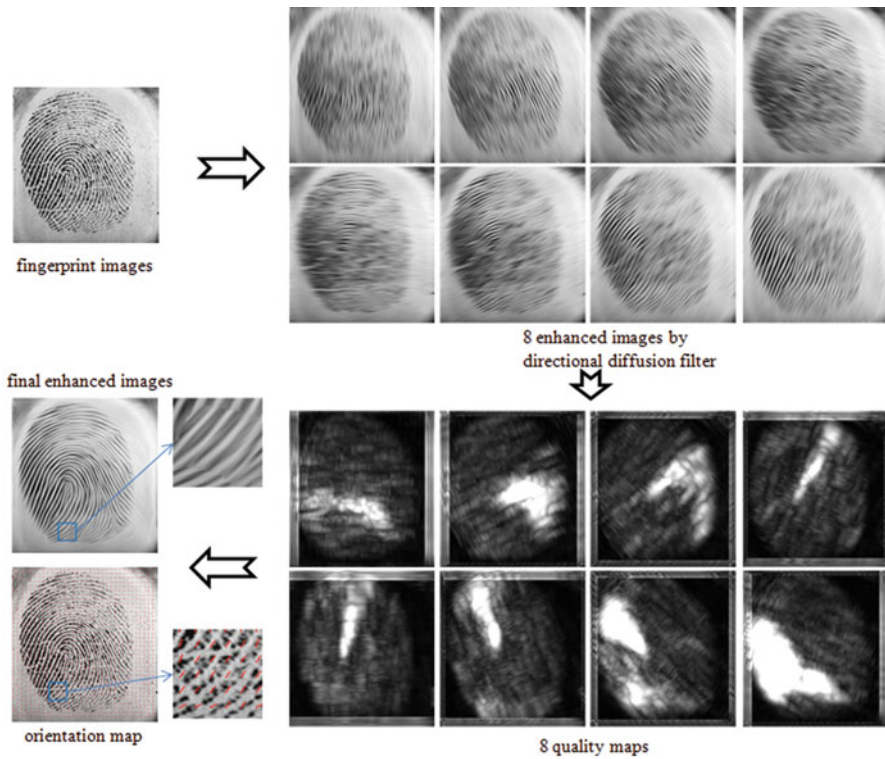 fingerprint images
8 enhanced images by
directional diffusion filter
final enhanced images
orientation map
8 quality maps